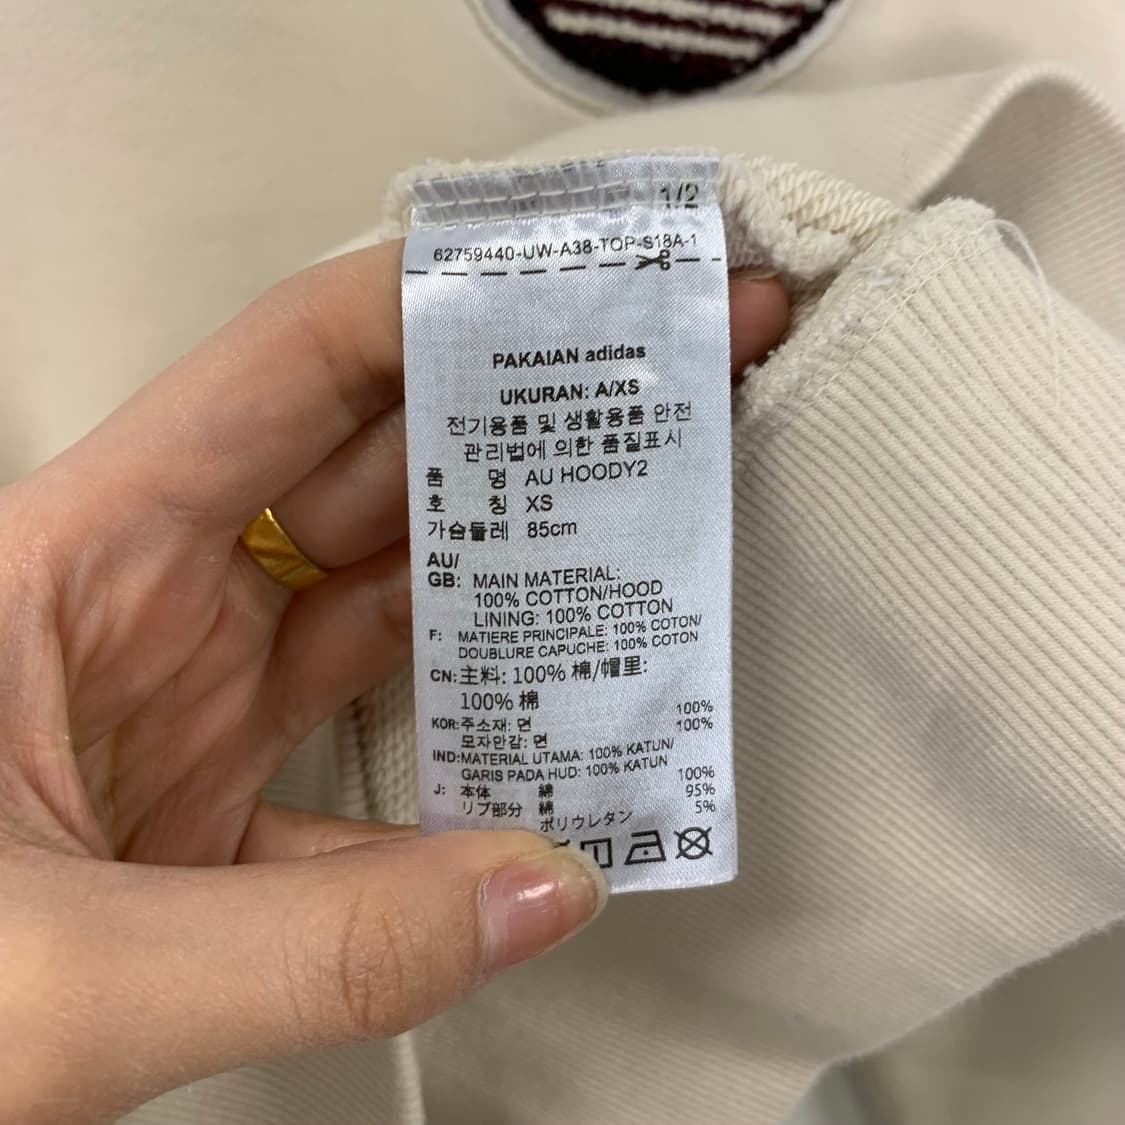 1/2
62759440-UW-A38-TOP-S18A-1
PAKAIAN adidas
UKURAN: A/XS
전기용품 및 생활용품 안전
관리법에 의한 품질표시
품 명 AU HOODY2
호 칭 XS
가슴둘레 85cm
AU/
GB: MAIN MATERIAL:
100% COTTON/HOOD
LINING: 100% COTTON
F: MATIERE PRINCIPALE: 100% COTON/
DOUBLURE CAPUCHE: 100% COTON
CN: 主料: 100% 棉/帽里:
100% 棉
KOR: 주소재: 면 100%
모자안감: 면 100%
IND: MATERIAL UTAMA: 100% KATUN/
GARIS PADA HUD: 100% KATUN
J: 本体 綿 100%
リブ部分 綿 95%
ポリウレタン 5%